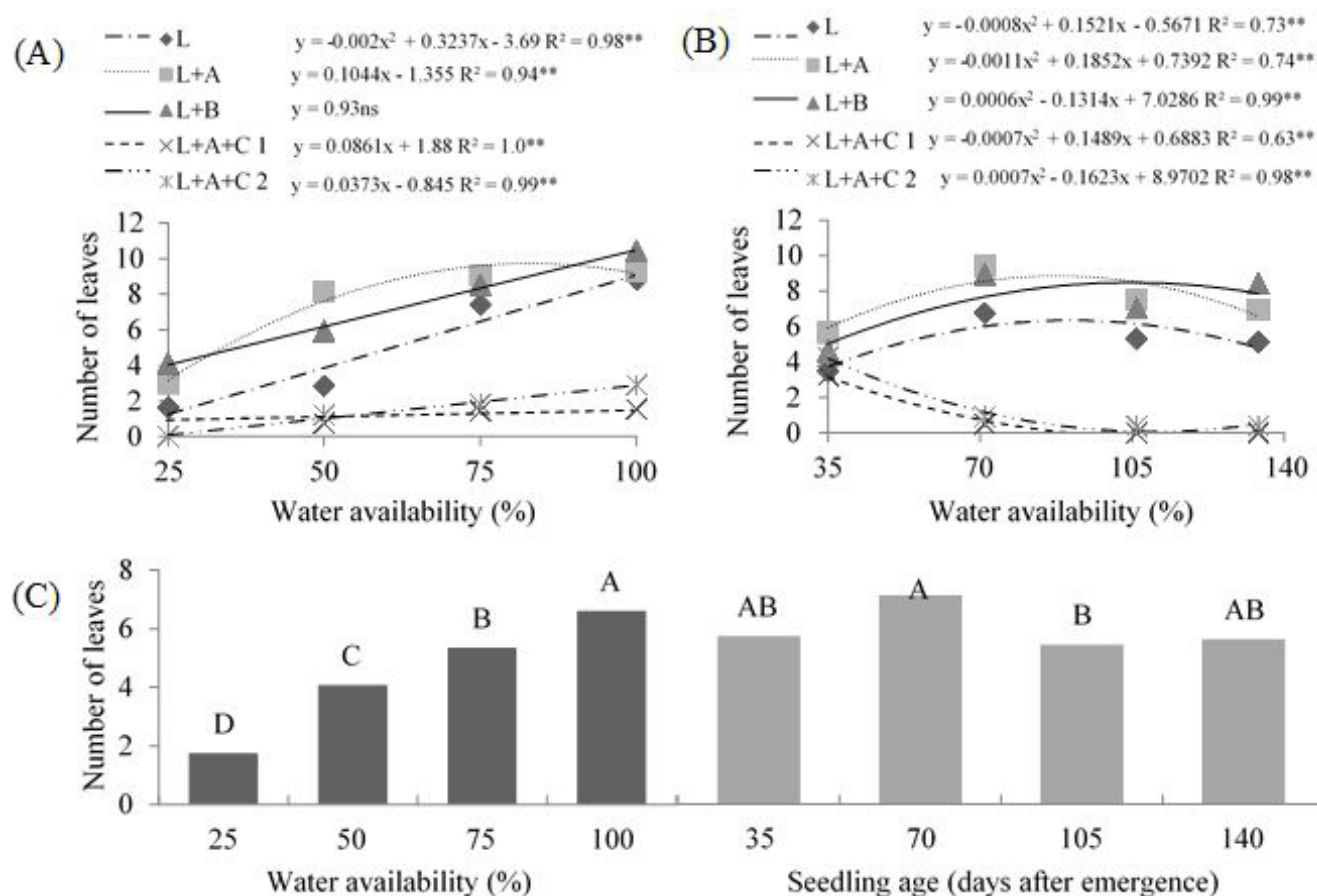 (A)
L y = -0.002x² + 0.3237x - 3.69 R² = 0.98**
L+A y = 0.1044x - 1.355 R² = 0.94**
L+B y = 0.93ns
L+A+C 1 y = 0.0861x + 1.88 R² = 1.0**
L+A+C 2 y = 0.0373x - 0.845 R² = 0.99**
Number of leaves
12
10
8
6
4
2
0
25 50 75 100
Water availability (%)
(B)
L y = -0.0008x² + 0.1521x - 0.5671 R² = 0.73**
L+A y = -0.0011x² + 0.1852x + 0.7392 R² = 0.74**
L+B y = 0.0006x² - 0.1314x + 7.0286 R² = 0.99**
L+A+C 1 y = -0.0007x² + 0.1489x + 0.6883 R² = 0.63**
L+A+C 2 y = 0.0007x² - 0.1623x + 8.9702 R² = 0.98**
Number of leaves
12
10
8
6
4
2
0
35 70 105 140
Water availability (%)
(C)
Number of leaves
8
6
4
2
0
D C B A AB A B AB
25 50 75 100 35 70 105 140
Water availability (%) Seedling age (days after emergence)